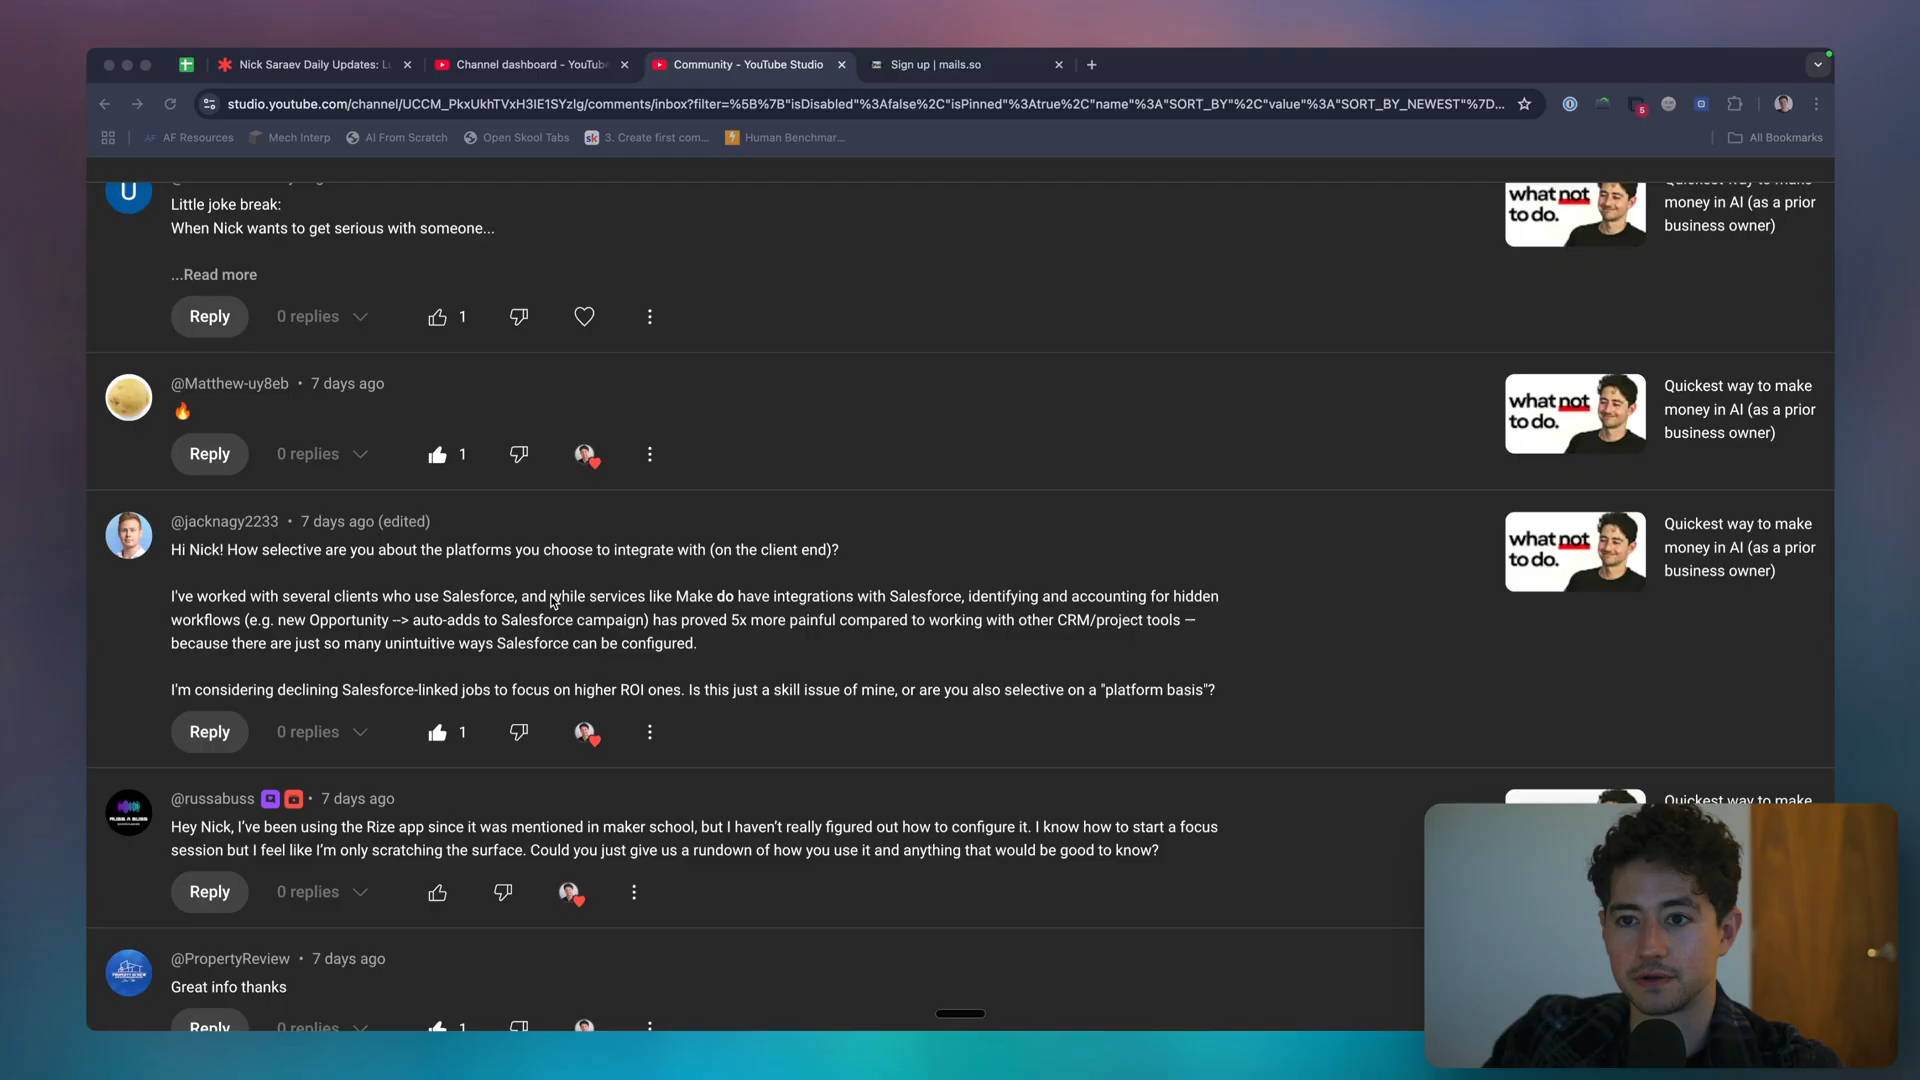 Nick Saraev Daily Updates: L
Channel dashboard - YouTube
Community - YouTube Studio
Sign up | mails.so
studio.youtube.com/channel/UCCM_PkxUkhTVxH3IE1SYzlg/comments/inbox?filter=%5B%7B"isDisabled"%3Afalse%2C"isPinned"%3Atrue%2C"name"%3A"SORT_BY"%2C"value"%3A"SORT_BY_NEWEST"%7D...
5
AF Resources
Mech Interp
AI From Scratch
Open Skool Tabs
sk 3. Create first com...
Human Benchmar...
All Bookmarks
U
Little joke break:
When Nick wants to get serious with someone...
...Read more
Reply
0 replies
1
what not
to do.
Quickest way to make
money in AI (as a prior
business owner)
@Matthew-uy8eb • 7 days ago
🔥
Reply
0 replies
1
what not
to do.
Quickest way to make
money in AI (as a prior
business owner)
@jacknagy2233 • 7 days ago (edited)
Hi Nick! How selective are you about the platforms you choose to integrate with (on the client end)?
I've worked with several clients who use Salesforce, and while services like Make do have integrations with Salesforce, identifying and accounting for hidden
workflows (e.g. new Opportunity --> auto-adds to Salesforce campaign) has proved 5x more painful compared to working with other CRM/project tools —
because there are just so many unintuitive ways Salesforce can be configured.
I'm considering declining Salesforce-linked jobs to focus on higher ROI ones. Is this just a skill issue of mine, or are you also selective on a "platform basis"?
Reply
0 replies
1
what not
to do.
Quickest way to make
money in AI (as a prior
business owner)
@russabuss • 7 days ago
Hey Nick, I've been using the Rize app since it was mentioned in maker school, but I haven't really figured out how to configure it. I know how to start a focus
session but I feel like I'm only scratching the surface. Could you just give us a rundown of how you use it and anything that would be good to know?
Reply
0 replies
Quickest way to make
@PropertyReview • 7 days ago
Great info thanks
Reply
0 replies
1